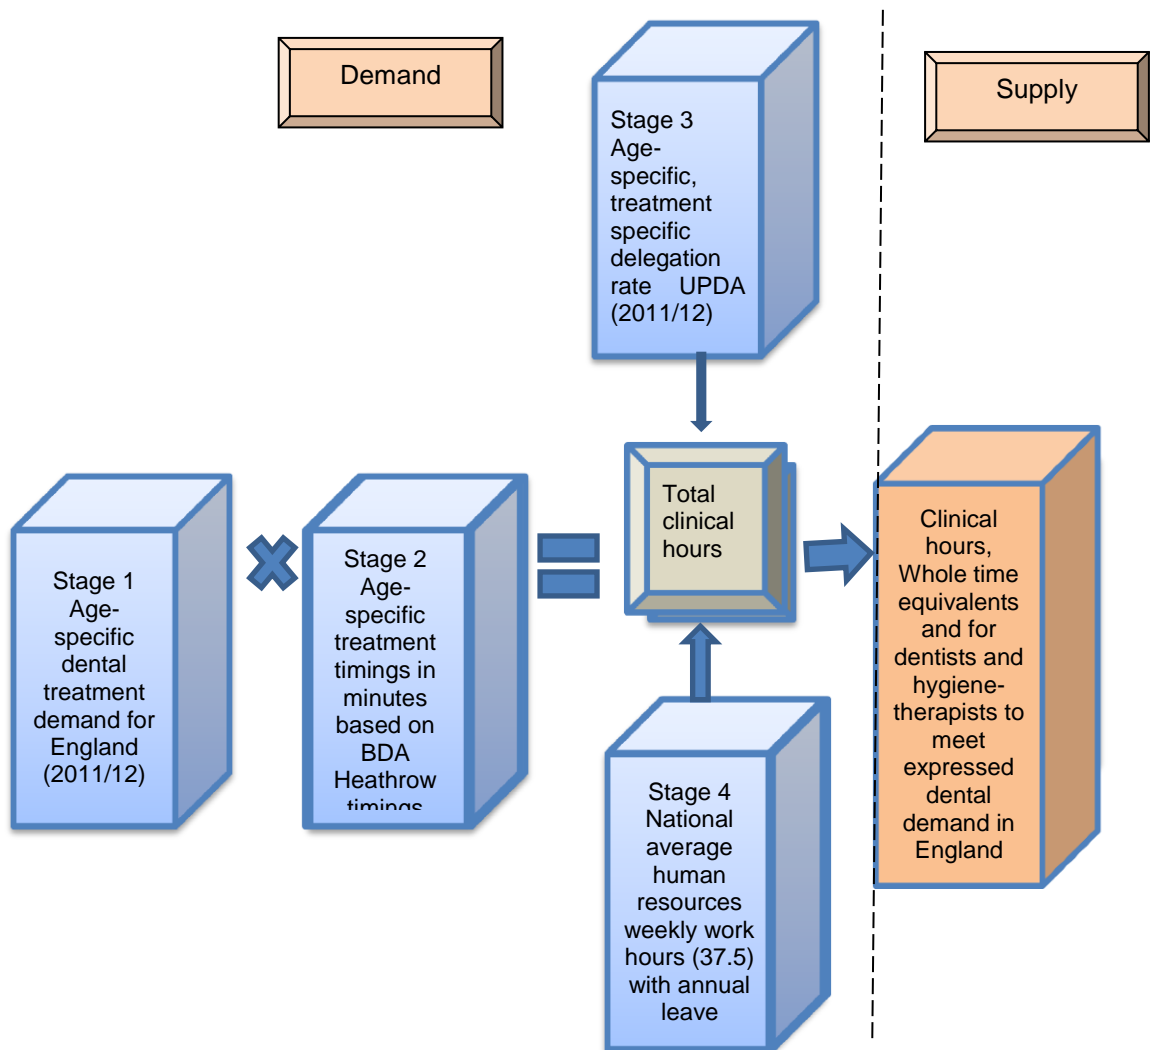 Demand
Supply
Stage 3
Age-
specific,
treatment
specific
delegation
rate UPDA
(2011/12)
Total
clinical
hours
Stage 1
Age-
specific
dental
treatment
demand for
England
(2011/12)
Stage 2
Age-
specific
treatment
timings in
minutes
based on
BDA
Heathrow
timings
Stage 4
National
average
human
resources
weekly work
hours (37.5)
with annual
leave
Clinical
hours,
Whole time
equivalents
and for
dentists and
hygiene-
therapists to
meet
expressed
dental
demand in
England